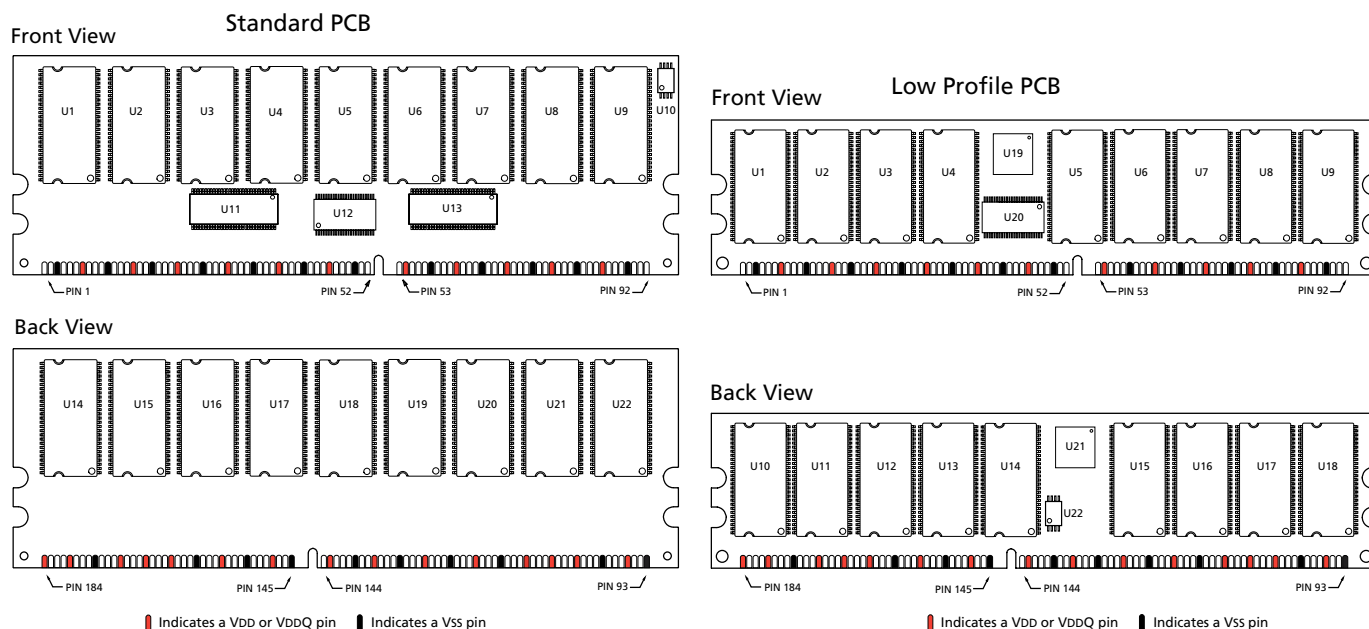 Standard PCB
Front View
U1 U2 U3 U4 U5 U6 U7 U8 U9 U10
U11 U12 U13
PIN 1 PIN 52 PIN 53 PIN 92
Back View
U14 U15 U16 U17 U18 U19 U20 U21 U22
PIN 184 PIN 145 PIN 144 PIN 93
Indicates a VDD or VDDQ pin Indicates a VSS pin
Low Profile PCB
Front View
U1 U2 U3 U4 U19 U5 U6 U7 U8 U9
U20
PIN 1 PIN 52 PIN 53 PIN 92
Back View
U10 U11 U12 U13 U14 U21 U15 U16 U17 U18
U22
PIN 184 PIN 145 PIN 144 PIN 93
Indicates a VDD or VDDQ pin Indicates a VSS pin